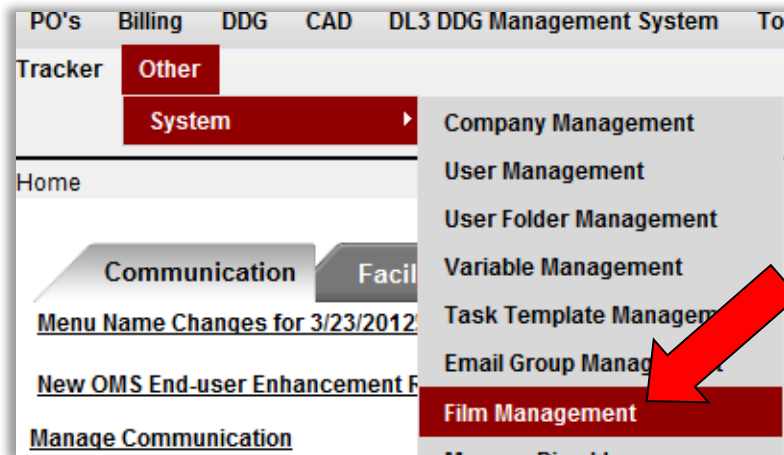 PO's Billing DDG CAD DL3 DDG Management System To
Tracker Other
System
Company Management
User Management
Home
User Folder Management
Communication Facil
Variable Management
Menu Name Changes for 3/23/2012
Task Template Managem
Email Group Manag
New OMS End-user Enhancement R
Film Management
Manage Communication